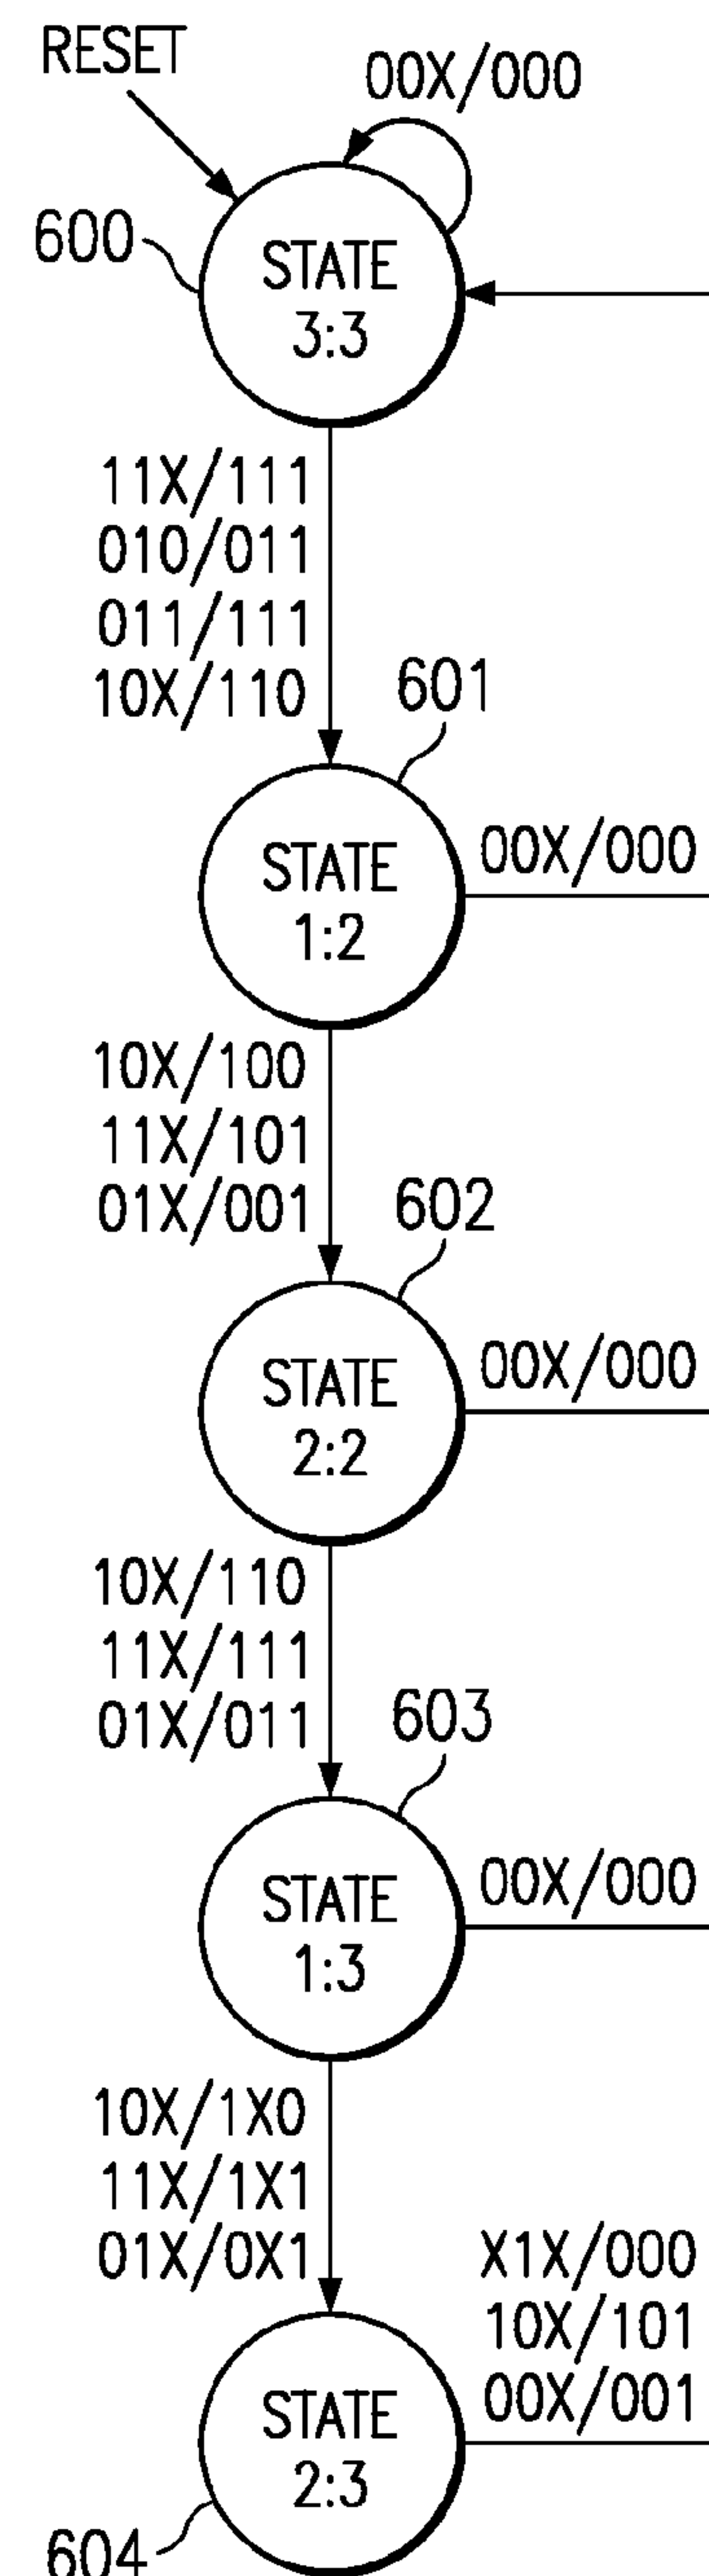 RESET
00X/000
600
STATE
3:3
11X/111
010/011
011/111
10X/110
601
STATE
1:2
00X/000
10X/100
11X/101
01X/001
602
STATE
2:2
00X/000
10X/110
11X/111
01X/011
603
STATE
1:3
00X/000
10X/1X0
11X/1X1
01X/0X1
X1X/000
10X/101
00X/001
STATE
2:3
604